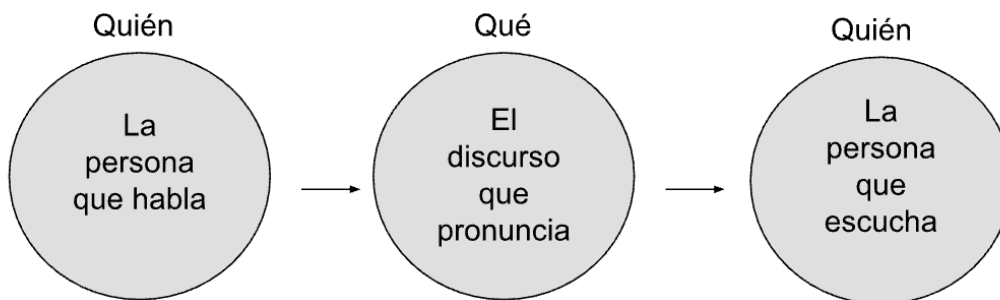 Quién
La
persona
que habla
Qué
El
discurso
que
pronuncia
Quién
La
persona
que
escucha